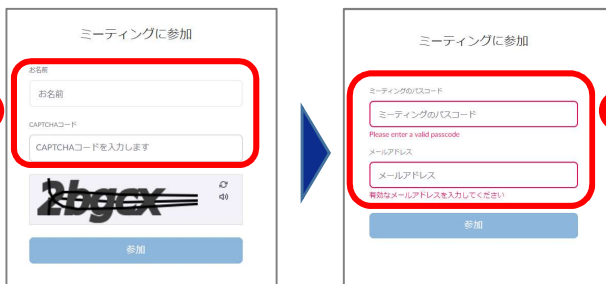 ミーティングに参加
お名前
お名前
CAPTCHAコード
CAPTCHAコードを入力します
2bgcx
参加
ミーティングに参加
ミーティングのパスコード
ミーティングのパスコード
Please enter a valid passcode
メールアドレス
メールアドレス
有効なメールアドレスを入力してください
参加